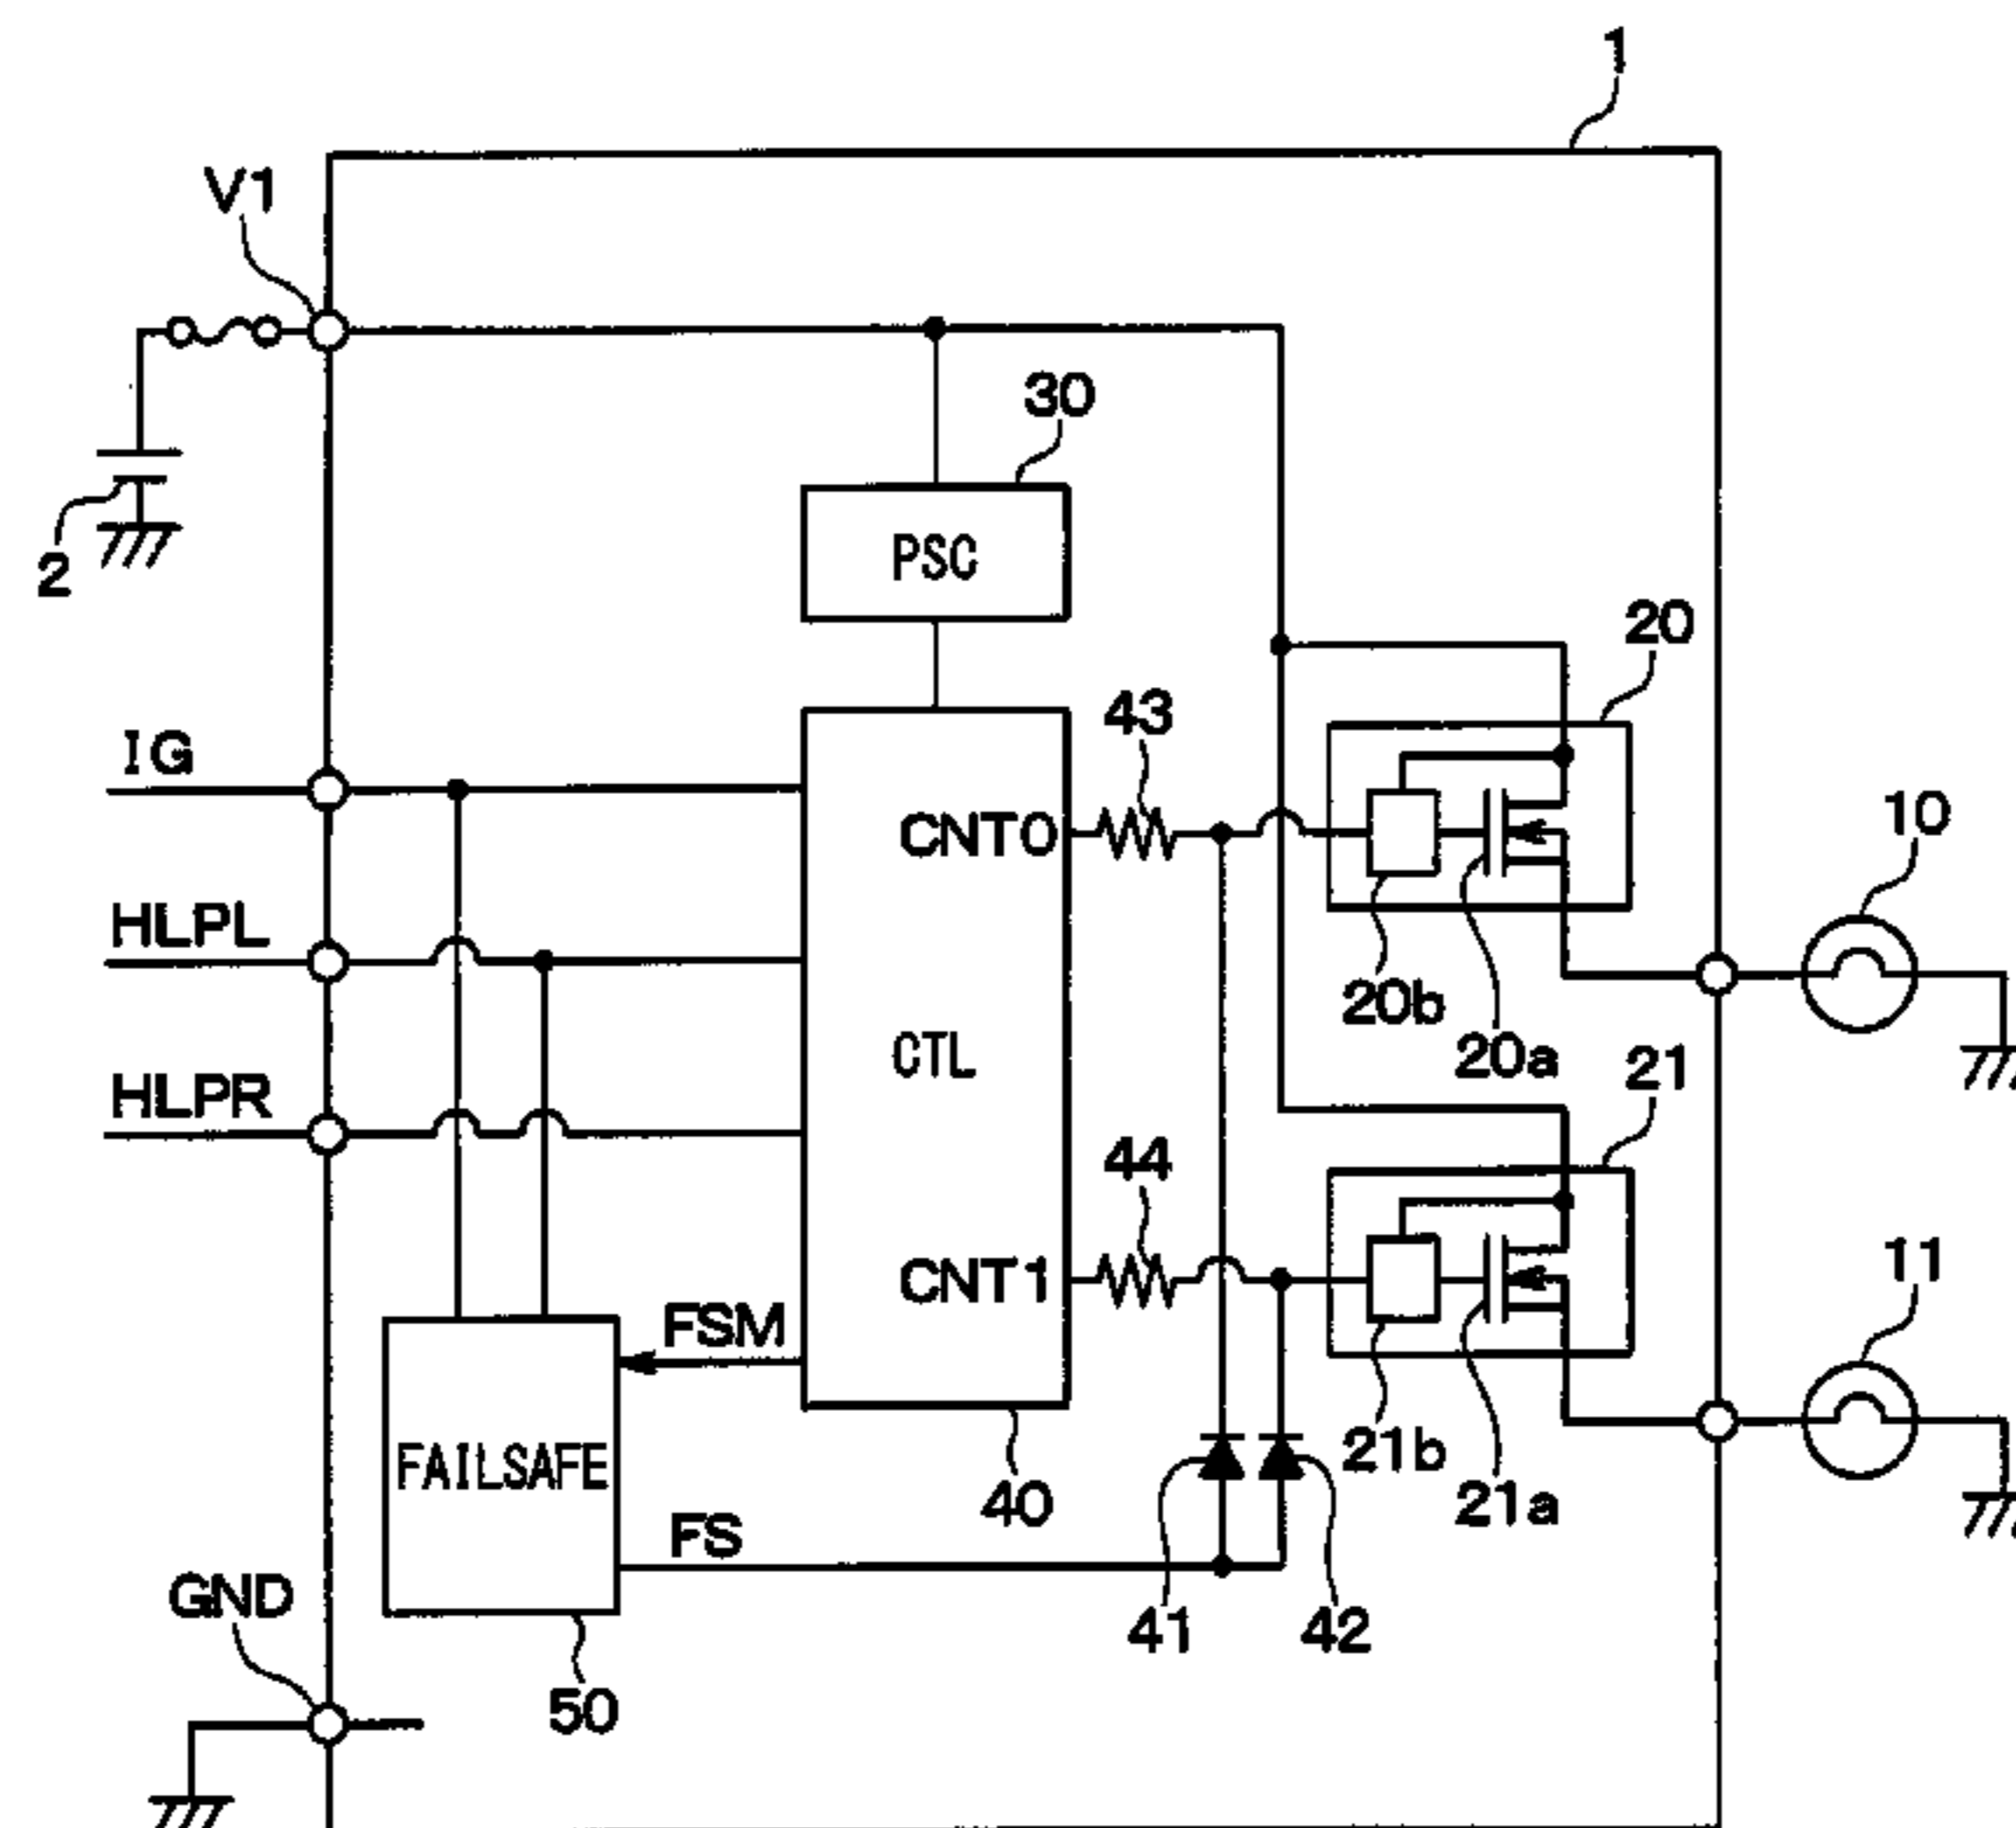 1
V1
30
2
PSC
20
43
IG
CNT0
10
HLPL
20b
20a
CTL
21
HLPR
44
11
CNT1
FSM
21b
21a
FAILSAFE
40
FS
GND
41
42
50